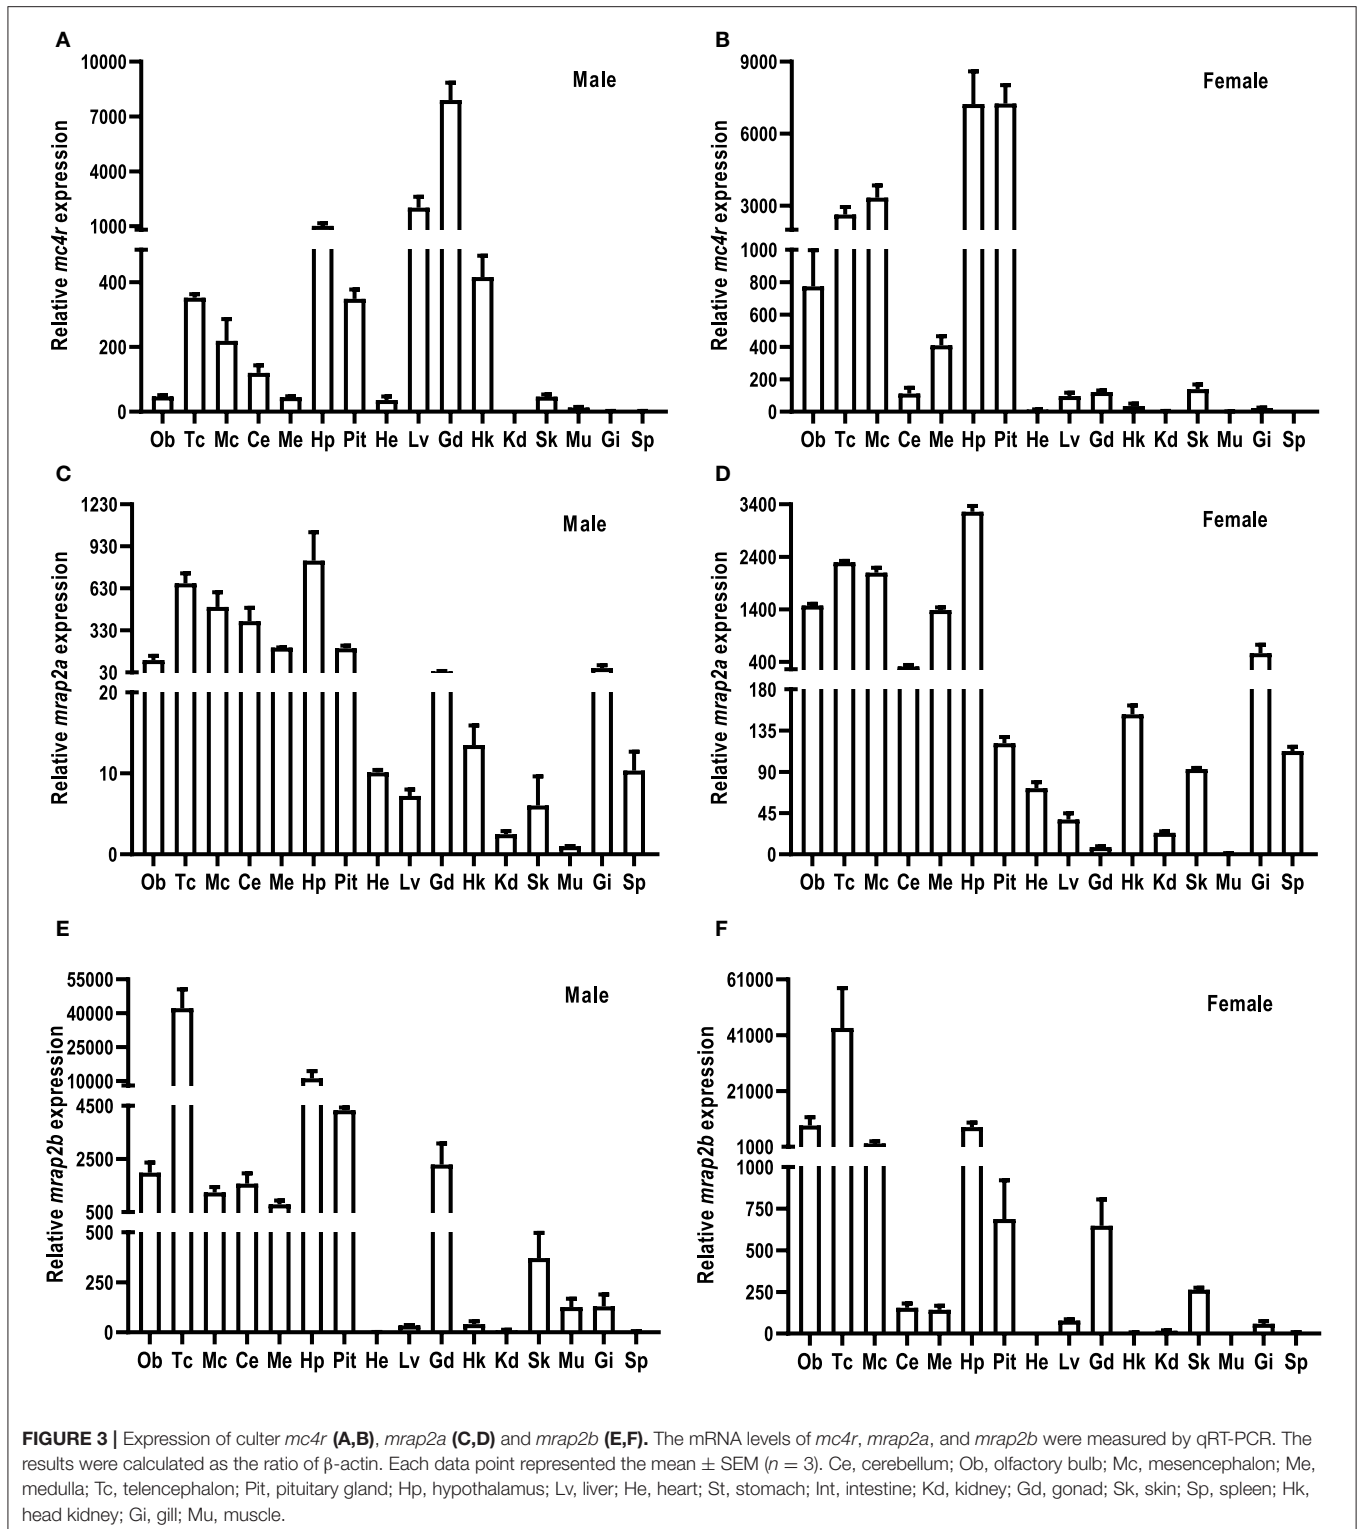 A
Male
Relative mc4r expression
10000
7000
4000
1000
400
200
0
Ob Tc Mc Ce Me Hp Pit He Lv Gd Hk Kd Sk Mu Gi Sp
B
Female
Relative mc4r expression
9000
6000
3000
1000
800
600
400
200
0
Ob Tc Mc Ce Me Hp Pit He Lv Gd Hk Kd Sk Mu Gi Sp
C
Male
Relative mrap2a expression
1230
930
630
330
30
20
10
0
Ob Tc Mc Ce Me Hp Pit He Lv Gd Hk Kd Sk Mu Gi Sp
D
Female
Relative mrap2a expression
3400
2400
1400
400
180
135
90
45
0
Ob Tc Mc Ce Me Hp Pit He Lv Gd Hk Kd Sk Mu Gi Sp
E
Male
Relative mrap2b expression
55000
40000
25000
10000
4500
2500
500
500
250
0
Ob Tc Mc Ce Me Hp Pit He Lv Gd Hk Kd Sk Mu Gi Sp
F
Female
Relative mrap2b expression
61000
41000
21000
1000
1000
750
500
250
0
Ob Tc Mc Ce Me Hp Pit He Lv Gd Hk Kd Sk Mu Gi Sp
FIGURE 3 | Expression of culter mc4r (A,B), mrap2a (C,D) and mrap2b (E,F). The mRNA levels of mc4r, mrap2a, and mrap2b were measured by qRT-PCR. The
results were calculated as the ratio of β-actin. Each data point represented the mean ± SEM (n = 3). Ce, cerebellum; Ob, olfactory bulb; Mc, mesencephalon; Me,
medulla; Tc, telencephalon; Pit, pituitary gland; Hp, hypothalamus; Lv, liver; He, heart; St, stomach; Int, intestine; Kd, kidney; Gd, gonad; Sk, skin; Sp, spleen; Hk,
head kidney; Gi, gill; Mu, muscle.